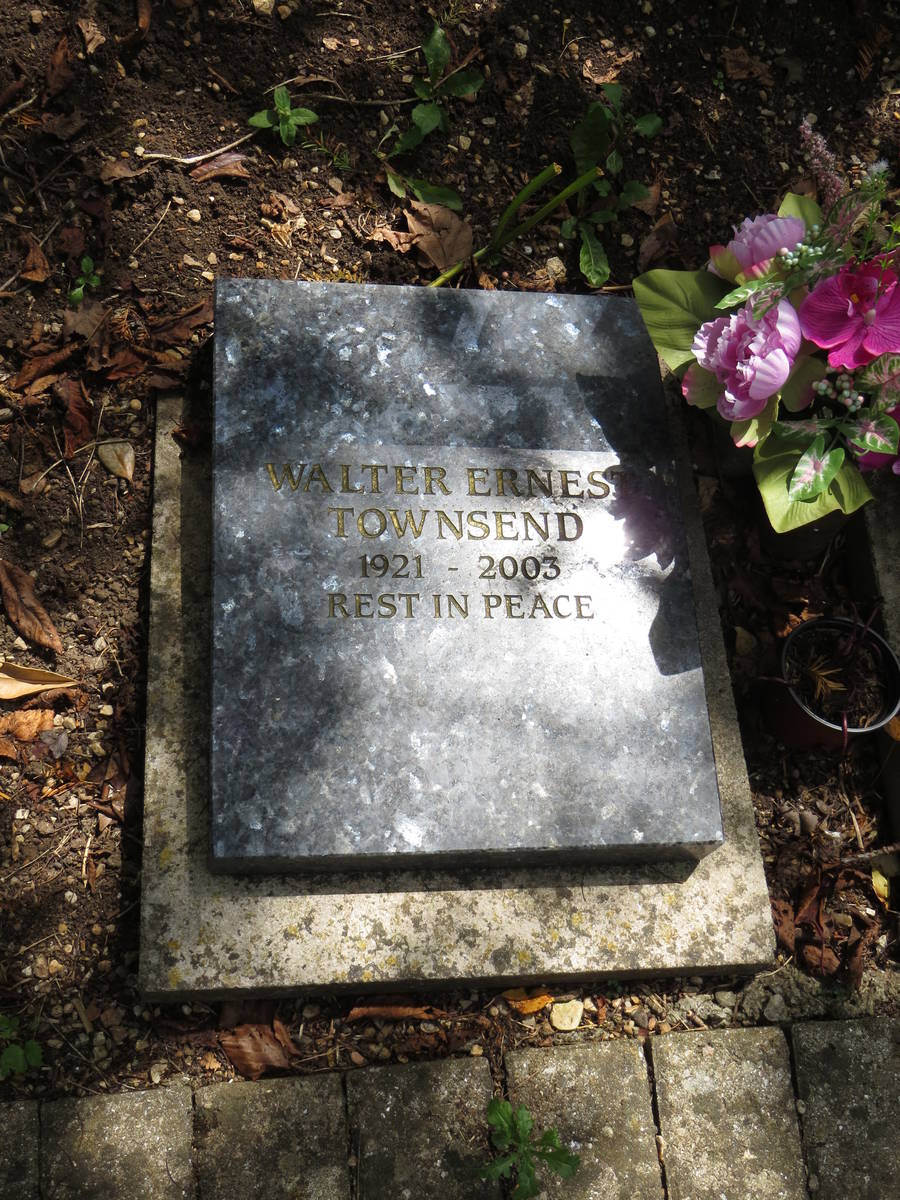 WALTER ERNEST
TOWNSEND
1921 - 2003
REST IN PEACE